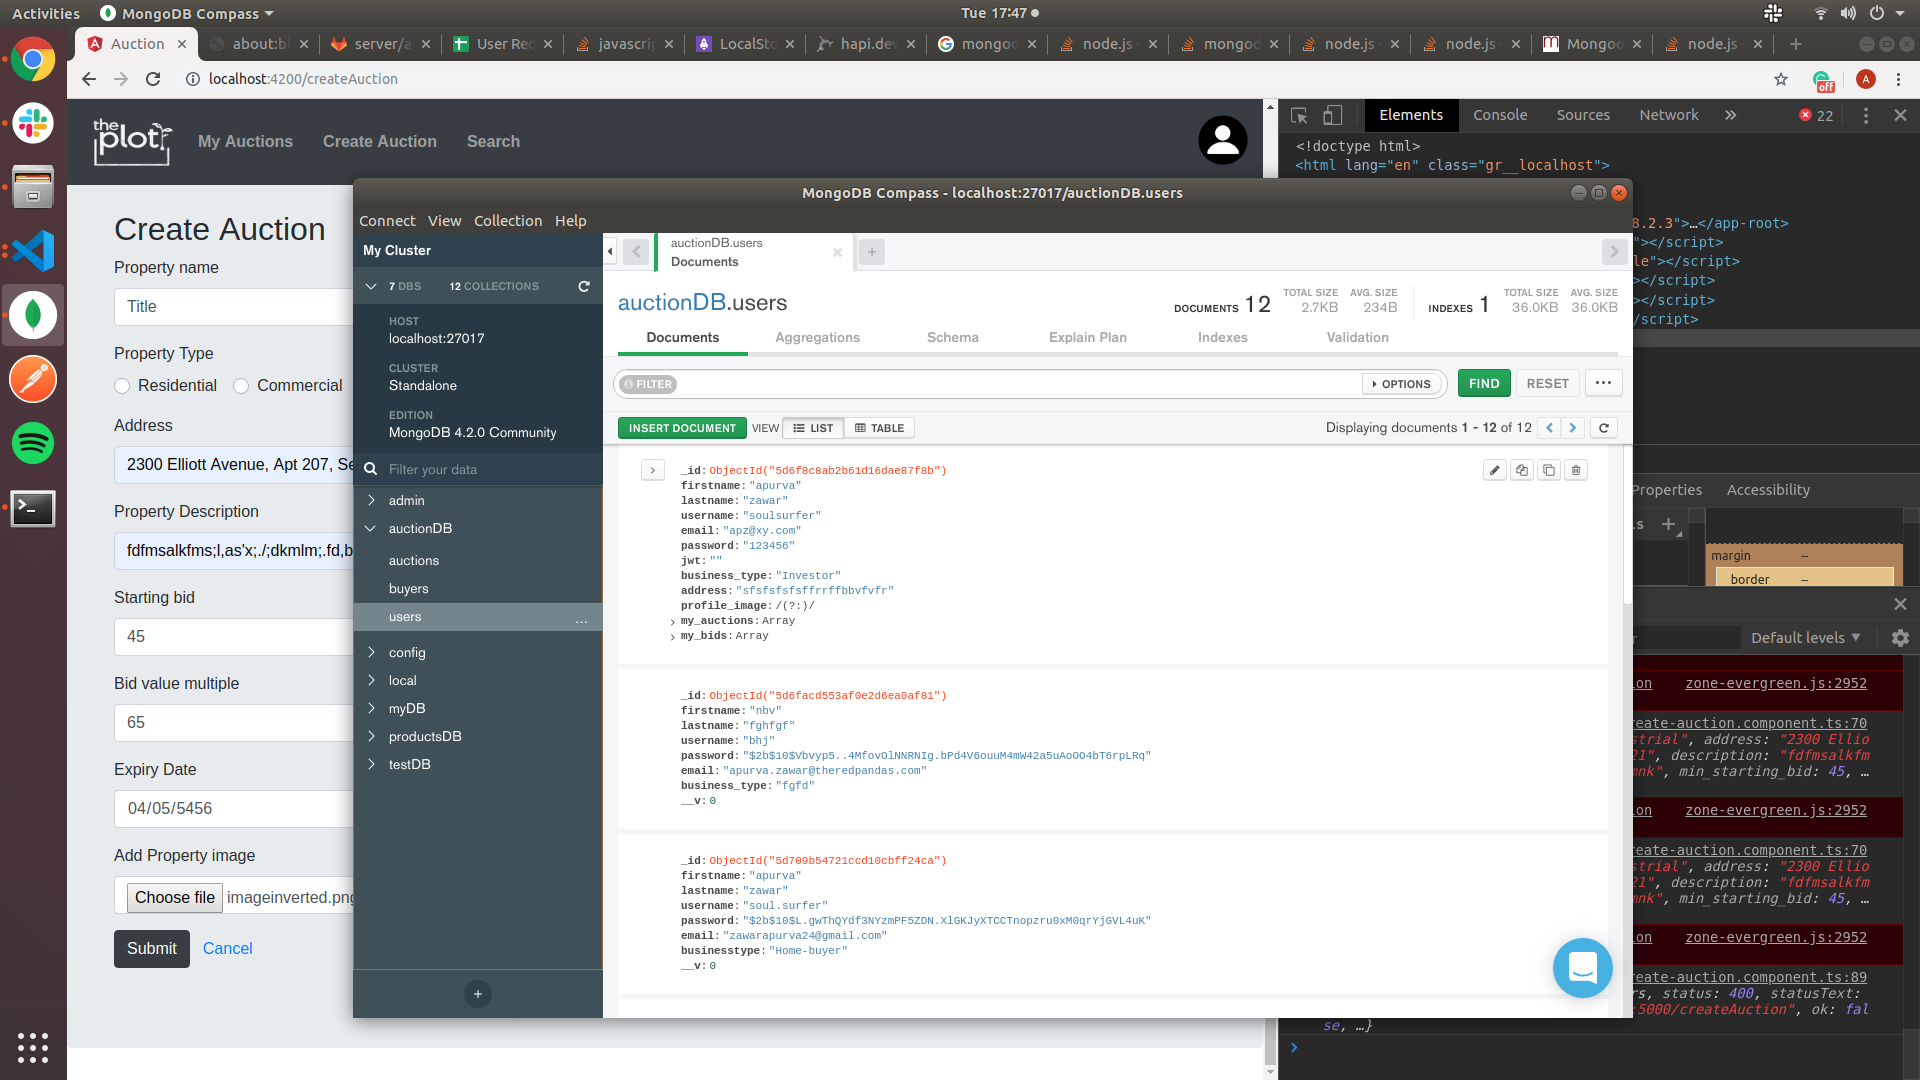 Activities
MongoDB Compass
Tue 17:47
Auction
about:bl
server/a
User Rec
javascrip
LocalSto
hapi.dev
mongoo
node.js -
mongod
node.js -
node.js -
Mongoo
node.js -
localhost:4200/createAuction
off
A
the plot
My Auctions
Create Auction
Search
Create Auction
Property name
Title
Property Type
Residential
Commercial
Address
2300 Elliott Avenue, Apt 207, Se
Property Description
fdfmsalkfms;l,as'x;./;dkmlm;.fd,b
Starting bid
45
Bid value multiple
65
Expiry Date
04/05/5456
Add Property image
Choose file
imageinverted.png
Submit
Cancel
MongoDB Compass - localhost:27017/auctionDB.users
Connect View Collection Help
My Cluster
7 DBS
12 COLLECTIONS
HOST
localhost:27017
CLUSTER
Standalone
EDITION
MongoDB 4.2.0 Community
Filter your data
admin
auctionDB
auctions
buyers
users
...
config
local
myDB
productsDB
testDB
+
auctionDB.users
Documents
+
auctionDB.users
DOCUMENTS 12
TOTAL SIZE
2.7KB
AVG. SIZE
234B
INDEXES 1
TOTAL SIZE
36.0KB
AVG. SIZE
36.0KB
Documents
Aggregations
Schema
Explain Plan
Indexes
Validation
FILTER
OPTIONS
FIND
RESET
...
INSERT DOCUMENT
VIEW
LIST
TABLE
Displaying documents 1 - 12 of 12
_id: ObjectId("5d6f8c8ab2b61d16dae87f8b")
firstname: "apurva"
lastname: "zawar"
username: "soulsurfer"
email: "apz@xy.com"
password: "123456"
jwt: ""
business_type: "Investor"
address: "sfsfsfsfsffrrffbbvfvfr"
profile_image: /(?:)/
my_auctions: Array
my_bids: Array
_id: ObjectId("5d6facd553af0e2d6ea0af81")
firstname: "nbv"
lastname: "fghfgf"
username: "bhj"
password: "$2b$10$Vbvyp5..4MfovOlNNRNIg.bPd4V6ouuM4mW42a5uAoOO4bT6rpLRq"
email: "apurva.zawar@theredpandas.com"
business_type: "fgfd"
__v: 0
_id: ObjectId("5d709b54721ccd10cbff24ca")
firstname: "apurva"
lastname: "zawar"
username: "soul.surfer"
password: "$2b$10$L.gwThQYdf3NYzmPF5ZDN.XlGKJyXTCCTnopzru0xM0qrYjGVL4uK"
email: "zawarapurva24@gmail.com"
businesstype: "Home-buyer"
__v: 0
Elements
Console
Sources
Network
22
<!doctype html>
<html lang="en" class="gr__localhost">
8.2.3">…</app-root>
"></script>
le"></script>
></script>
></script>
/script>
Properties
Accessibility
ls
+
margin –
border –
Default levels
on zone-evergreen.js:2952
reate-auction.component.ts:70
strial", address: "2300 Ellio
21", description: "fdfmsalkfm
mnk", min_starting_bid: 45, …
on zone-evergreen.js:2952
reate-auction.component.ts:70
strial", address: "2300 Ellio
21", description: "fdfmsalkfm
mnk", min_starting_bid: 45, …
on zone-evergreen.js:2952
reate-auction.component.ts:89
rs, status: 400, statusText:
:5000/createAuction", ok: fal
se, …}